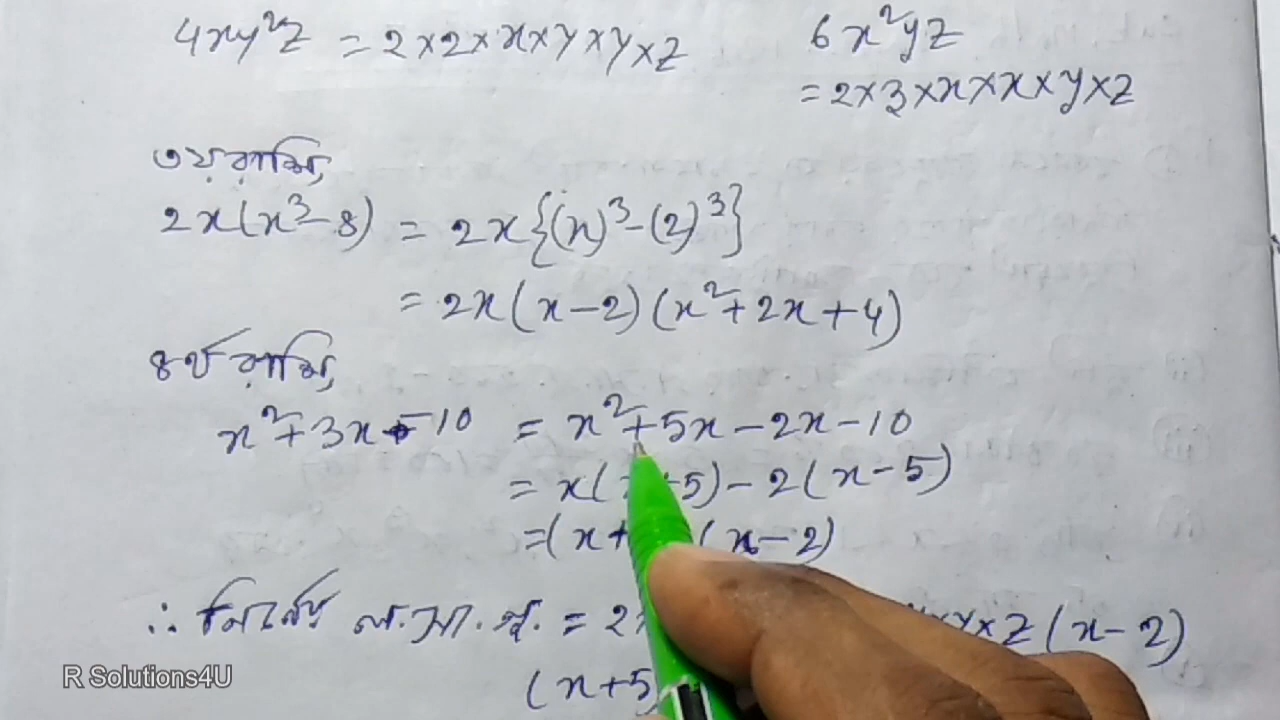 4xy²z = 2×2×x×y×y×z
6x²yz
= 2×3×x×x×y×z
৩য় রাশি,
2x(x³-8) = 2x{(x)³-(2)³}
= 2x(x-2)(x²+2x+4)
৪র্থ রাশি,
x²+3x-10 = x²+5x-2x-10
= x( +5)-2(x-5)
=(x+ (x-2)
∴ নির্ণেয় ল.সা.গু. = 2× ×y×z(x-2)
(x+5)
R Solutions4U